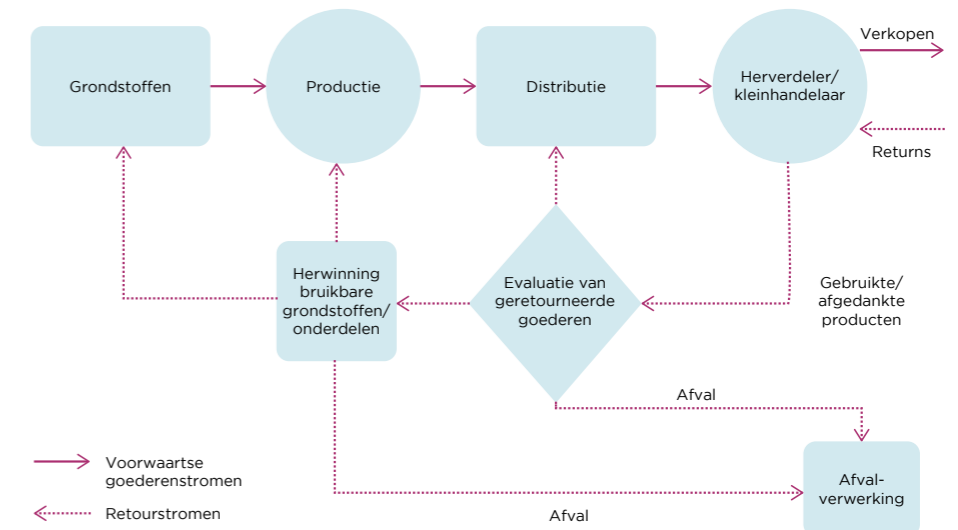 Verkopen
Grondstoffen
Productie
Distributie
Herverdeler/
kleinhandelaar
Returns
Herwinning
bruikbare
grondstoffen/
onderdelen
Evaluatie van
geretourneerde
goederen
Gebruikte/
afgedankte
producten
Afval
Voorwaartse
goederenstromen
Afval-
verwerking
Retourstromen
Afval